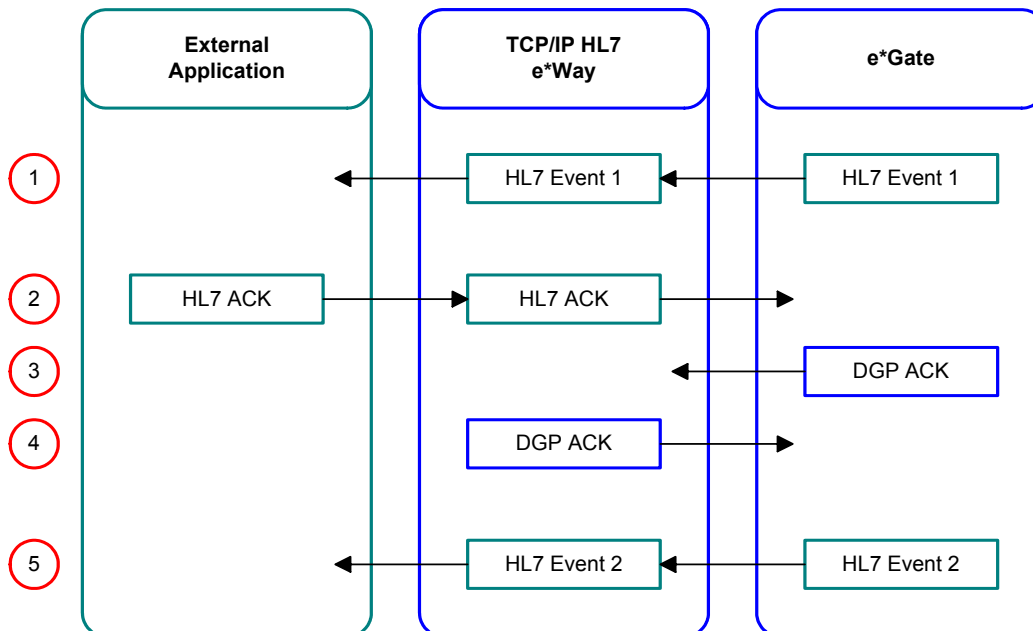 External
Application
TCP/IP HL7
e*Way
e*Gate
1
HL7 Event 1
HL7 Event 1
2
HL7 ACK
HL7 ACK
3
DGP ACK
4
DGP ACK
5
HL7 Event 2
HL7 Event 2